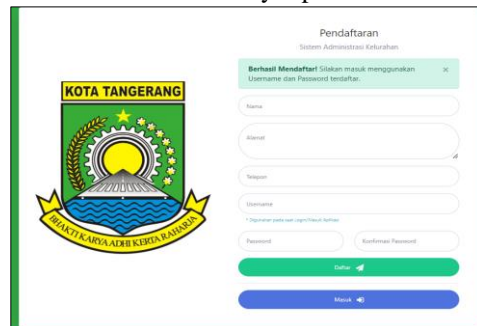 Pendaftaran
Sistem Administrasi Kelurahan
Berhasil Mendaftar! Silakan masuk menggunakan
Username dan Password terdaftar.
×
KOTA TANGERANG
BHAKTI KARYA ADHI KERTA RAHARJA
Nama
Alamat
Telepon
Username
* Digunakan pada saat Login/Masuk
Password
Konfirmasi Password
Daftar
Masuk